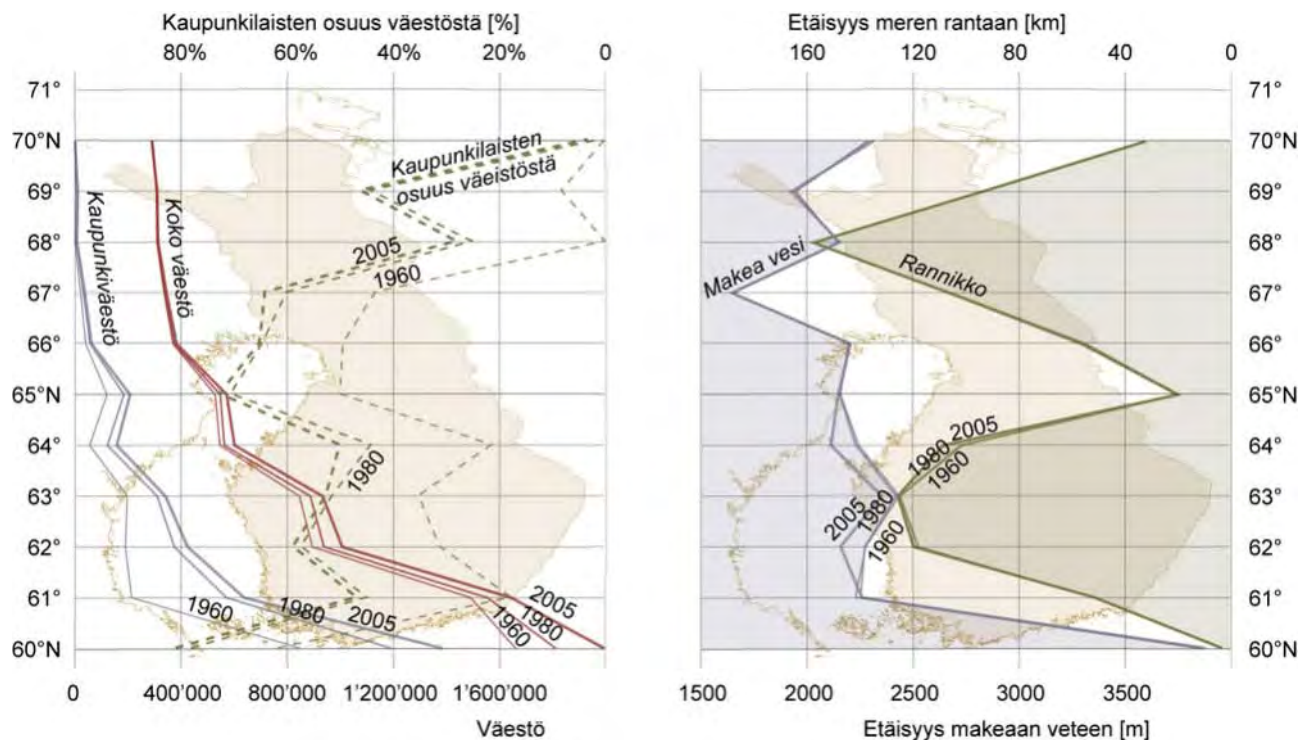 Kaupunkilaisten osuus väestöstä [%]
80% 60% 40% 20% 0
71°
70°N
69°
68°
67°
66°
65°N
64°
63°
62°
61°
60°N
Kaupunkilaisten
osuus väeistöstä
Kaupunkiväestö
Koko väestö
2005
1960
1980
1960
1980
2005
2005
1980
1960
0 400'000 800'000 1'200'000 1'600'000
Väestö
Etäisyys meren rantaan [km]
160 120 80 40 0
71°
70°N
69°
68°
67°
66°
65°N
64°
63°
62°
61°
60°N
Makea vesi
Rannikko
2005
1980
1960
2005
1980
1960
1500 2000 2500 3000 3500
Etäisyys makeaan veteen [m]